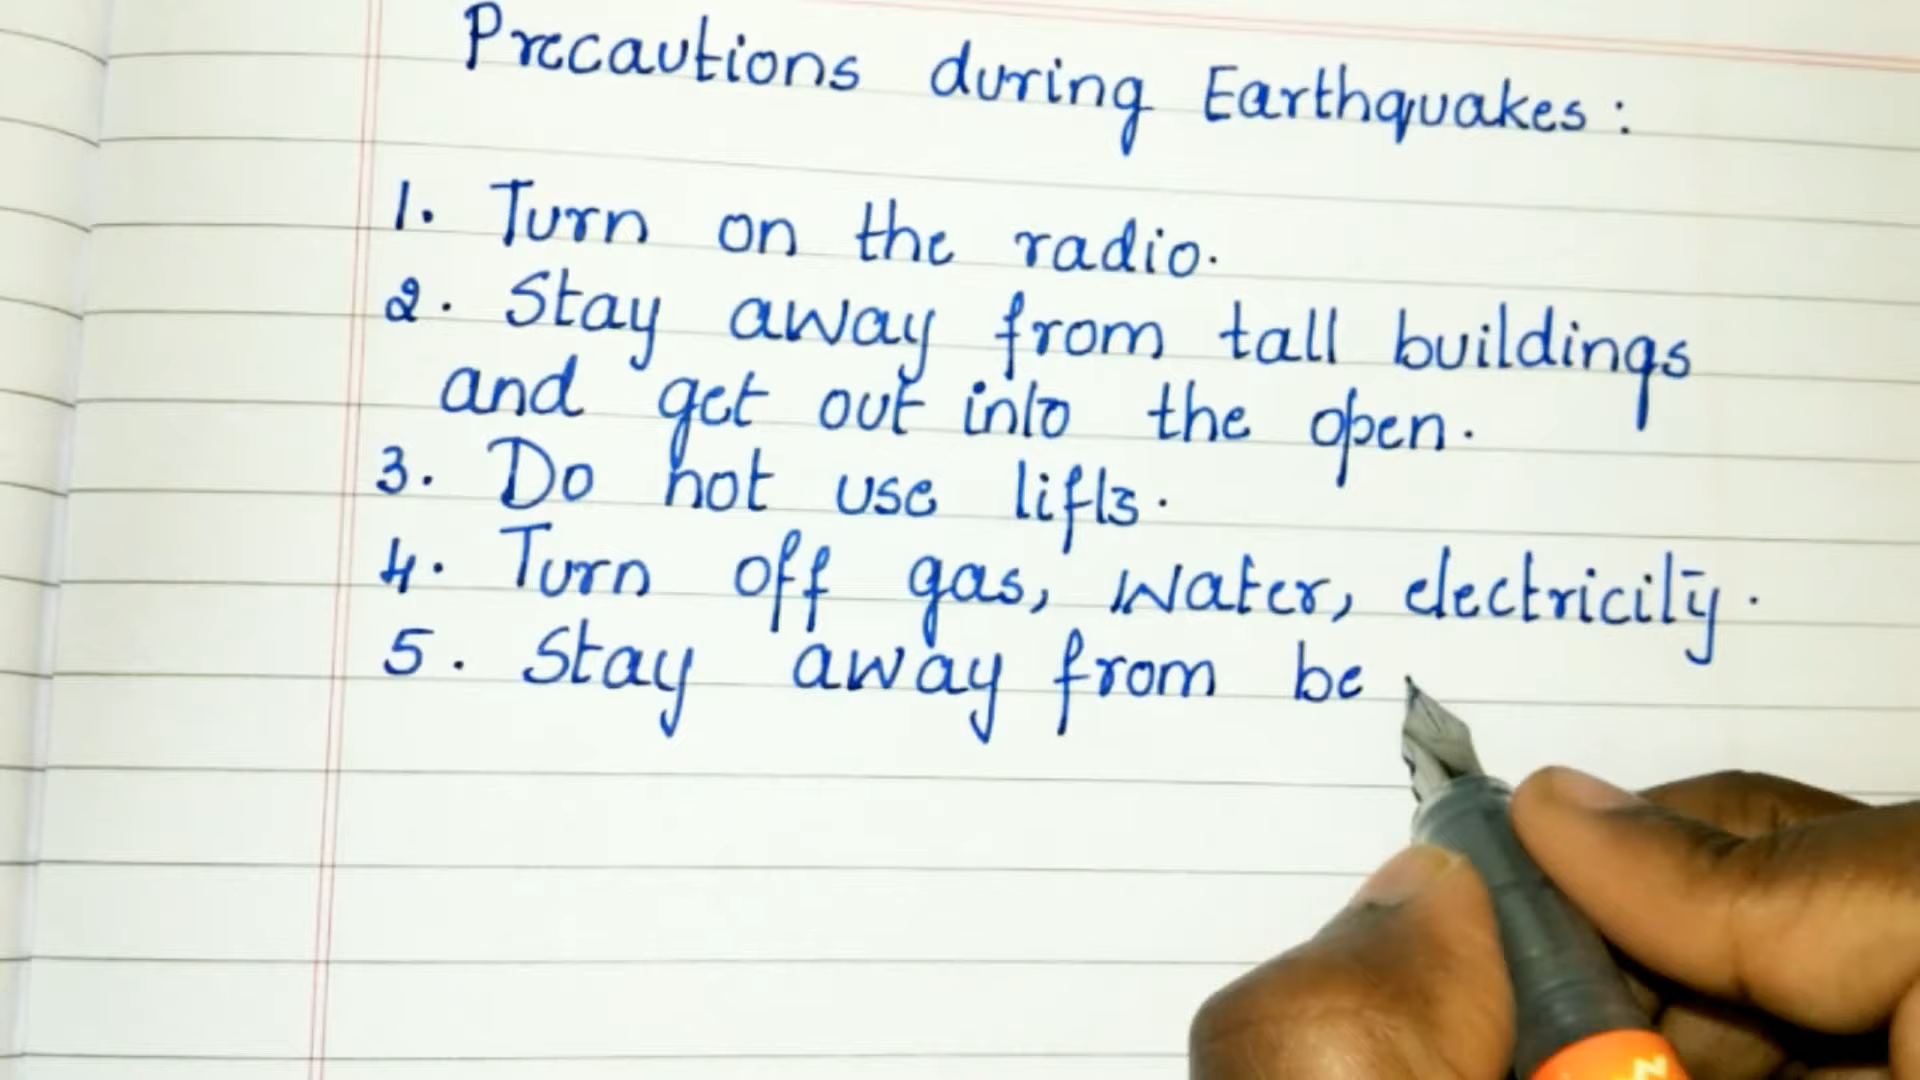 Precautions during Earthquakes:
1. Turn on the radio.
2. Stay away from tall buildings
and get out into the open.
3. Do not use lifts.
4. Turn off gas, water, electricity.
5. Stay away from be